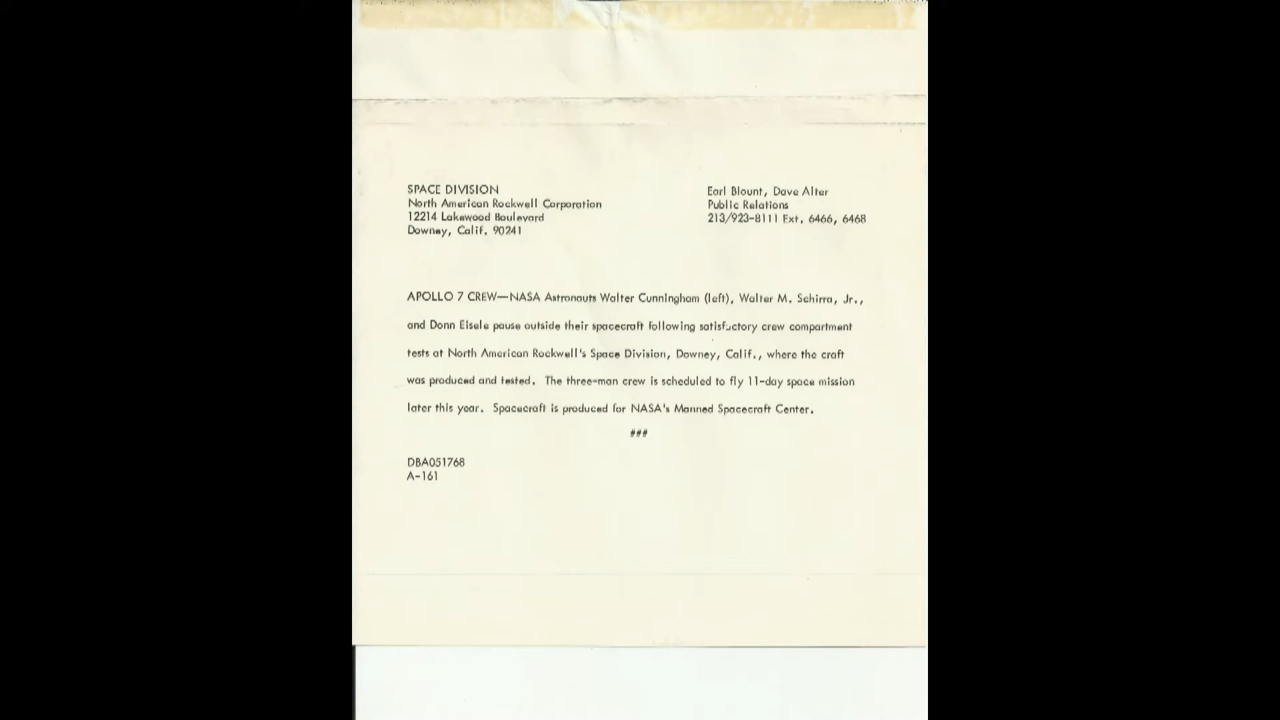 SPACE DIVISION
North American Rockwell Corporation
12214 Lakewood Boulevard
Downey, Calif. 90241
Earl Blount, Dave Alter
Public Relations
213/923-8111 Ext. 6466, 6468
APOLLO 7 CREW—NASA Astronauts Walter Cunningham (left), Walter M. Schirra, Jr.,
and Donn Eisele pause outside their spacecraft following satisfactory crew compartment
tests at North American Rockwell's Space Division, Downey, Calif., where the craft
was produced and tested. The three-man crew is scheduled to fly 11-day space mission
later this year. Spacecraft is produced for NASA's Manned Spacecraft Center.
###
DBA051768
A-161